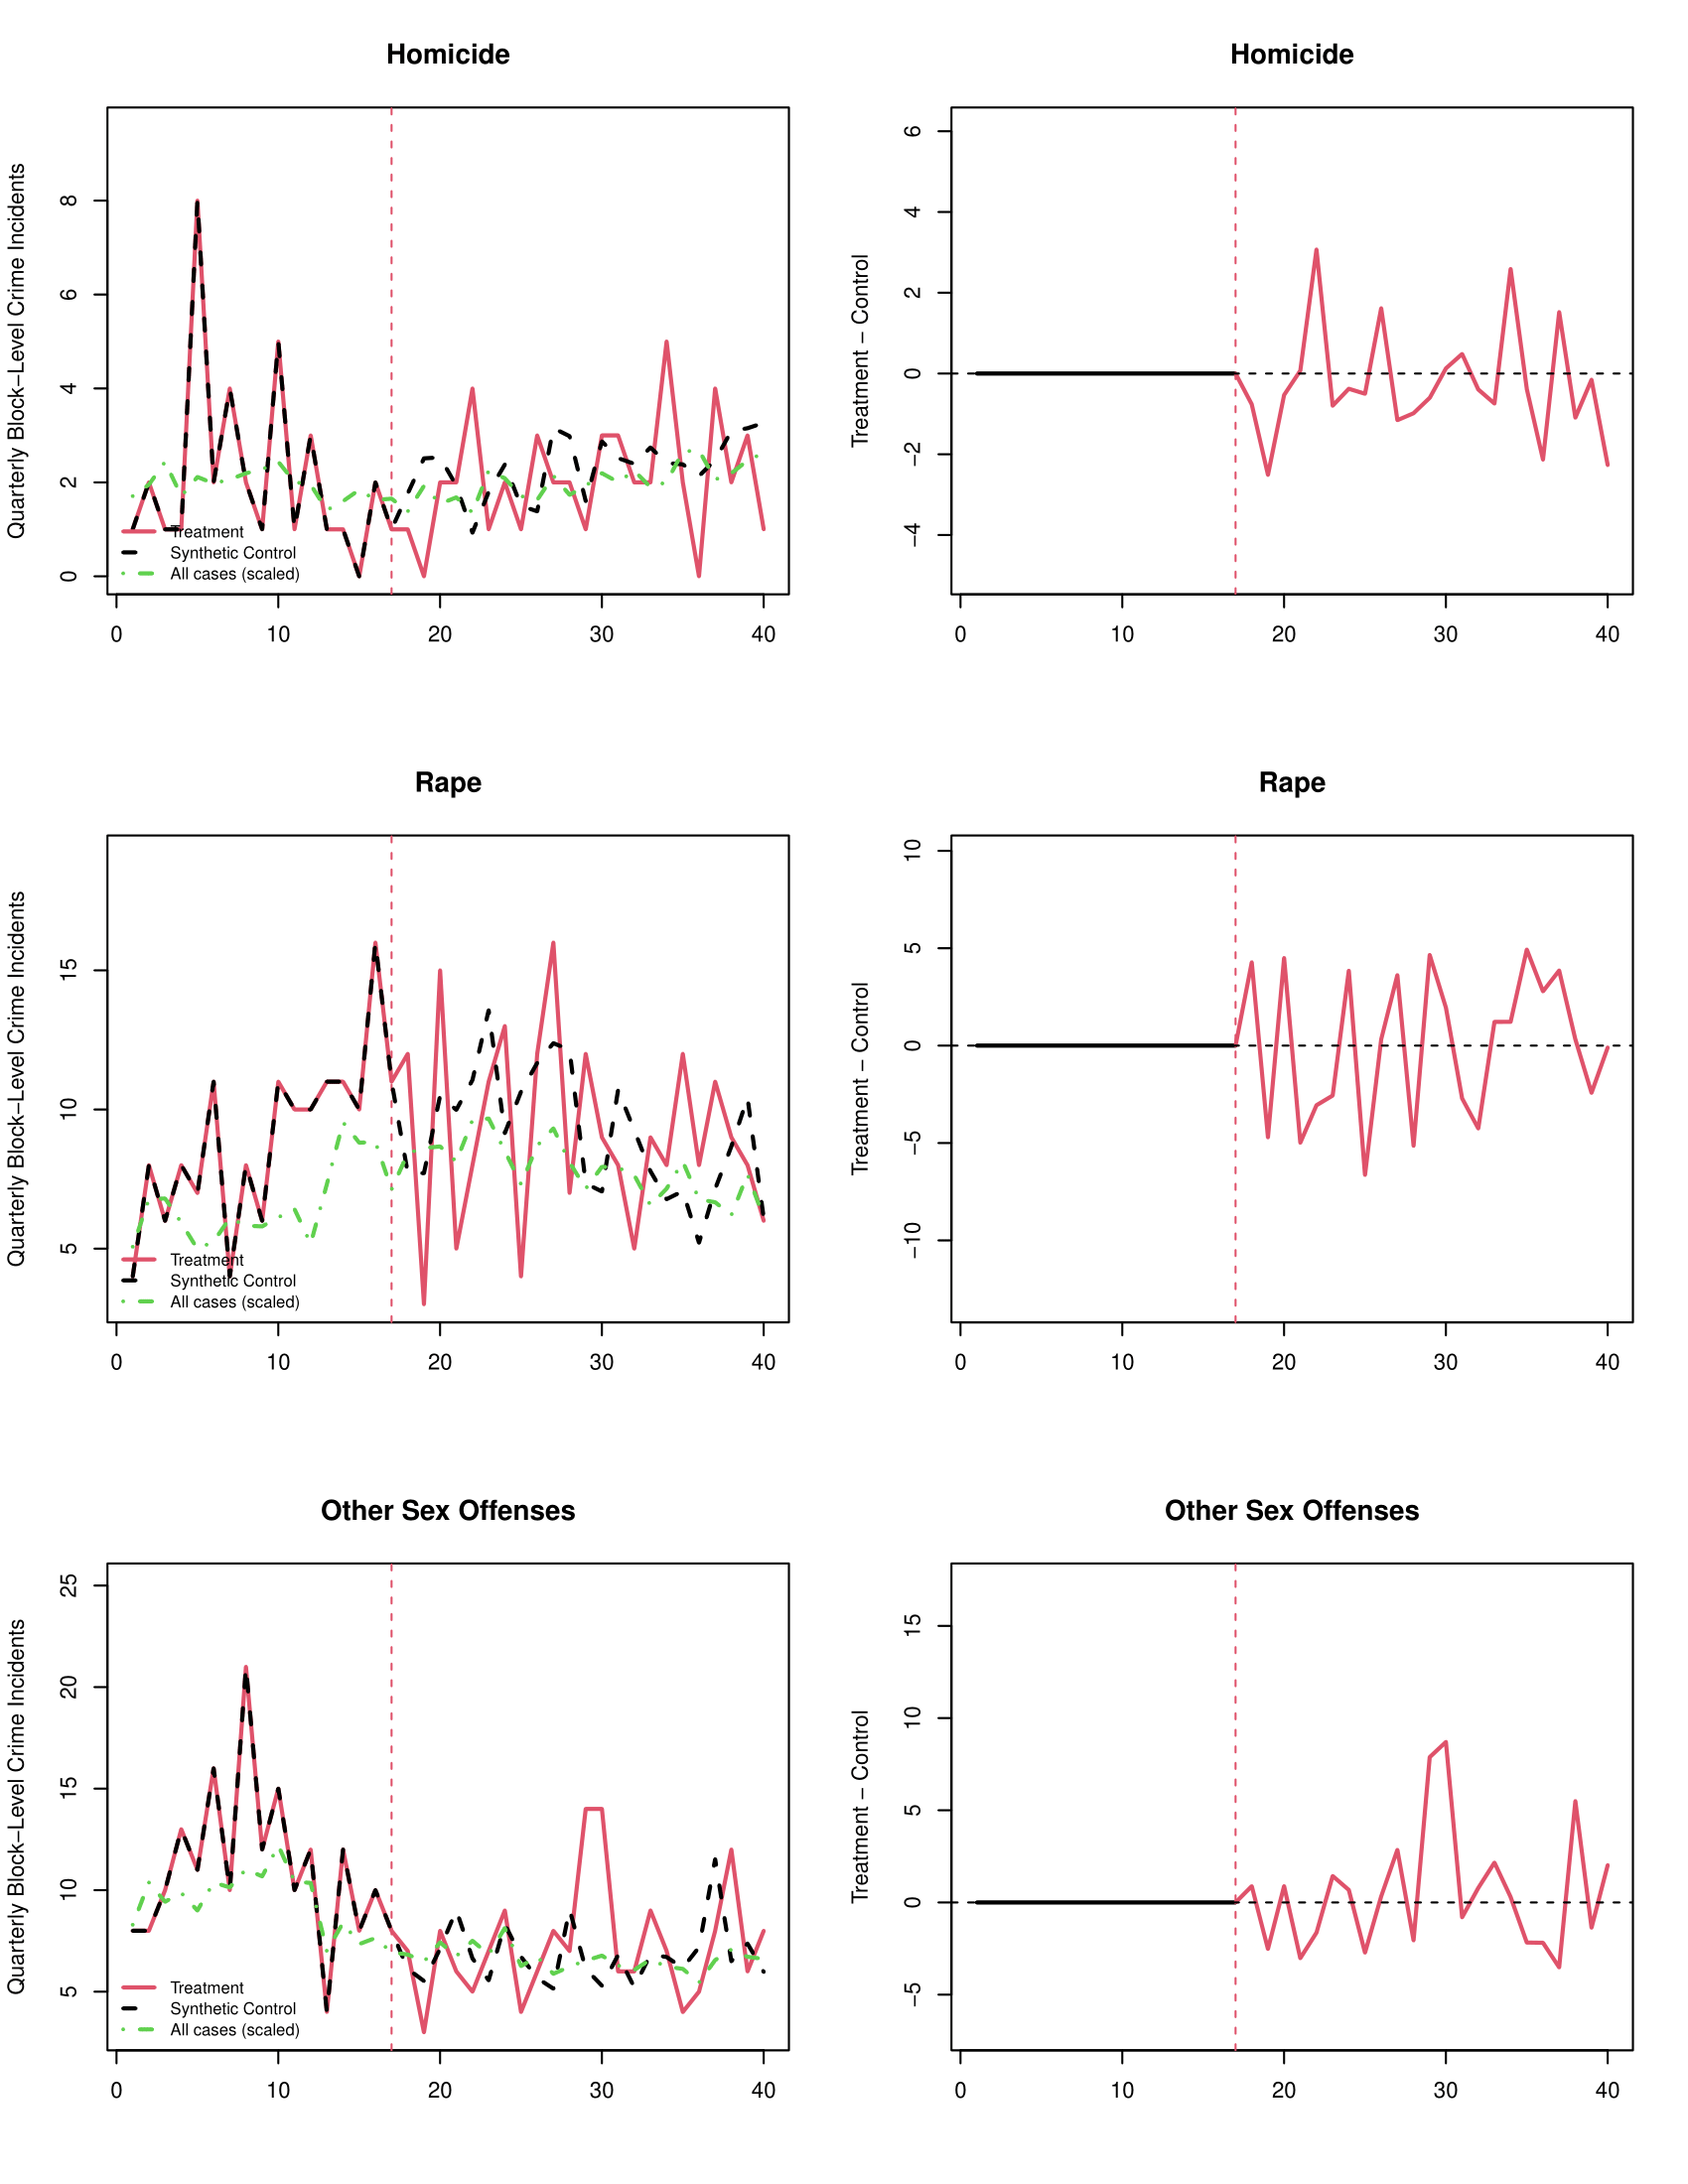 Homicide
Quarterly Block−Level Crime Incidents
8
6
4
2
0
Treatment
Synthetic Control
All cases (scaled)
0 10 20 30 40
Homicide
Treatment − Control
6
4
2
0
−2
−4
0 10 20 30 40
Rape
Quarterly Block−Level Crime Incidents
15
10
5
Treatment
Synthetic Control
All cases (scaled)
0 10 20 30 40
Rape
Treatment − Control
10
5
0
−5
−10
0 10 20 30 40
Other Sex Offenses
Quarterly Block−Level Crime Incidents
25
20
15
10
5
Treatment
Synthetic Control
All cases (scaled)
0 10 20 30 40
Other Sex Offenses
Treatment − Control
15
10
5
0
−5
0 10 20 30 40